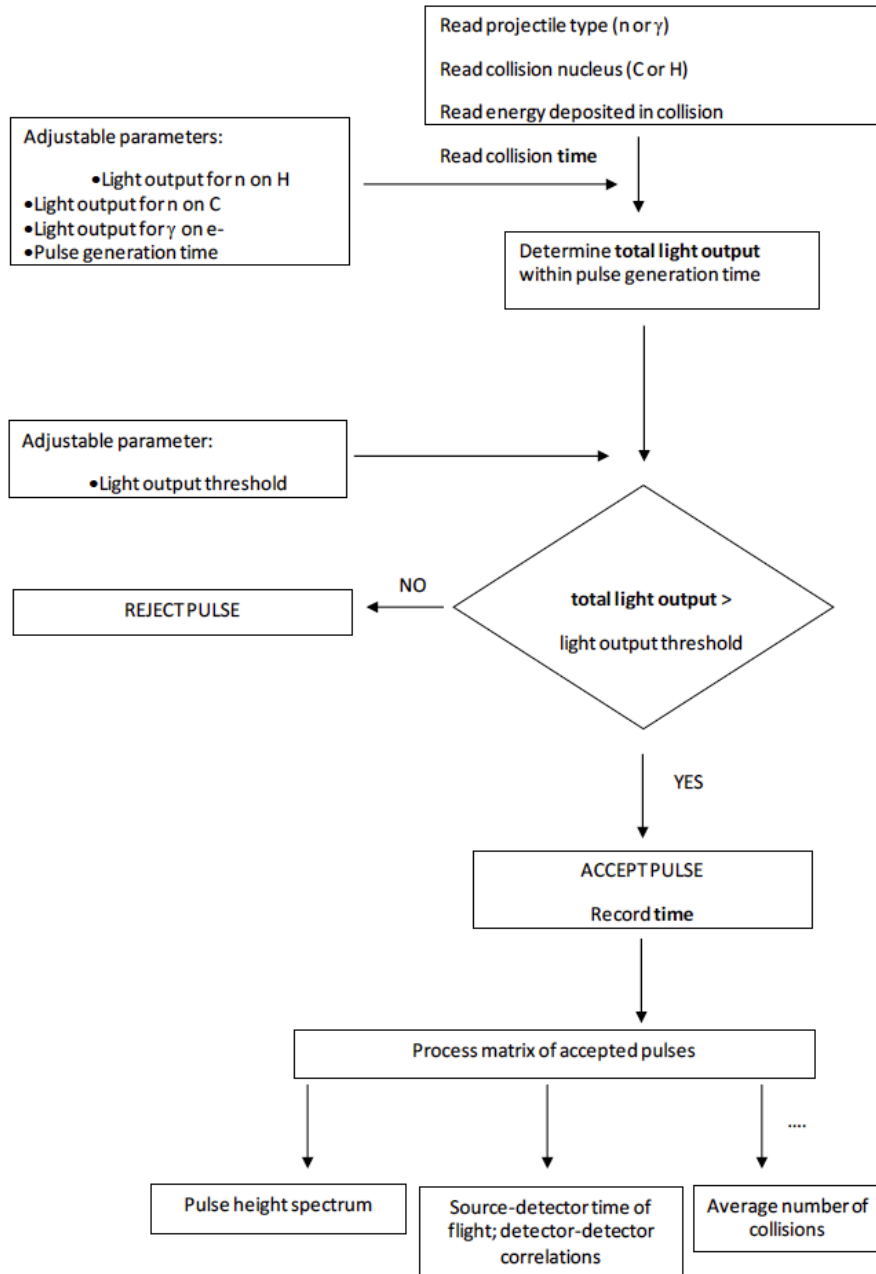 Read projectile type (n or γ)
Read collision nucleus (C or H)
Read energy deposited in collision
Read collision time
Adjustable parameters:
•Light output for n on H
•Light output for n on C
•Light output for γ on e-
•Pulse generation time
Determine total light output
within pulse generation time
Adjustable parameter:
•Light output threshold
total light output >
light output threshold
NO
REJECT PULSE
YES
ACCEPT PULSE
Record time
Process matrix of accepted pulses
....
Pulse height spectrum
Source-detector time of
flight; detector-detector
correlations
Average number of
collisions